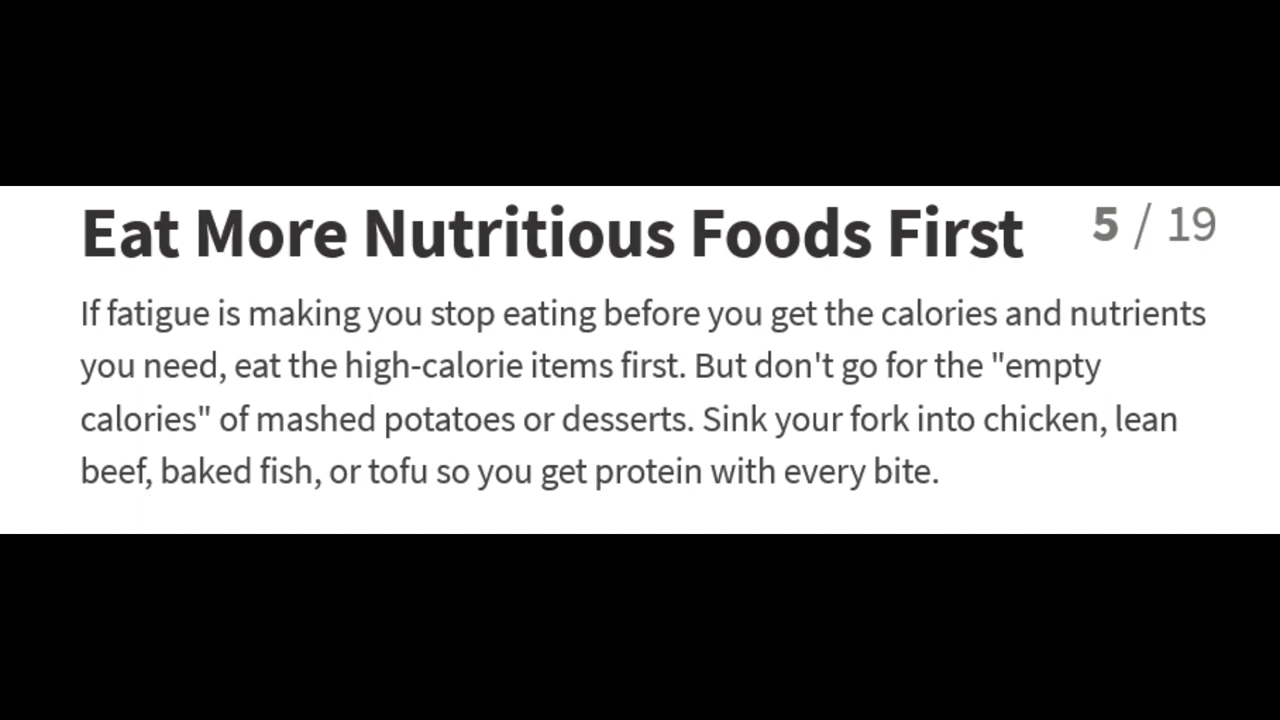 Eat More Nutritious Foods First
5 / 19
If fatigue is making you stop eating before you get the calories and nutrients
you need, eat the high-calorie items first. But don't go for the "empty
calories" of mashed potatoes or desserts. Sink your fork into chicken, lean
beef, baked fish, or tofu so you get protein with every bite.